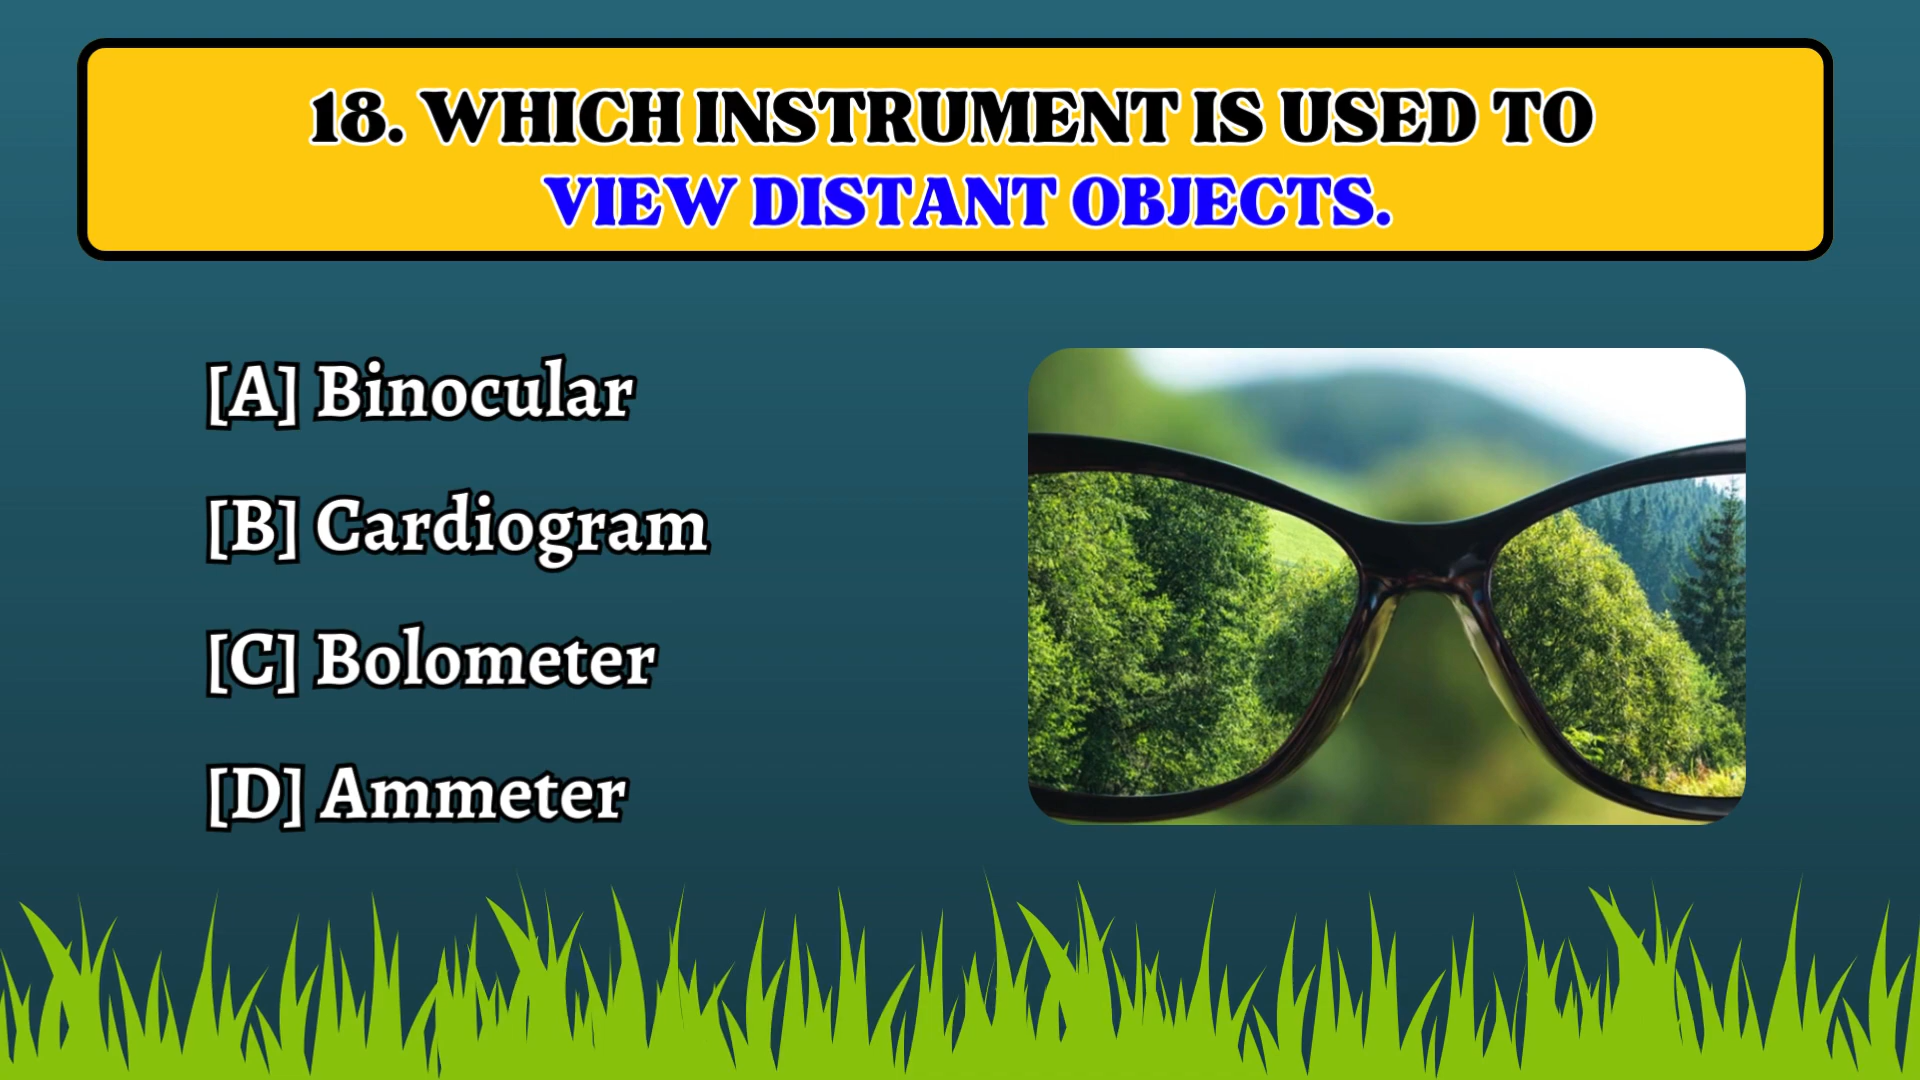 18. WHICH INSTRUMENT IS USED TO
VIEW DISTANT OBJECTS.
[A] Binocular
[B] Cardiogram
[C] Bolometer
[D] Ammeter